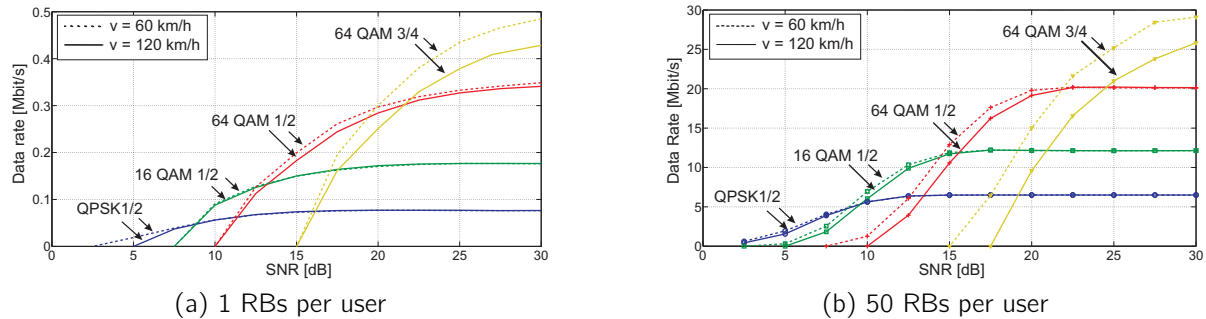 v = 60 km/h
v = 120 km/h
64 QAM 3/4
64 QAM 1/2
16 QAM 1/2
QPSK1/2
Data rate [Mbit/s]
0.5
0.4
0.3
0.2
0.1
0
0 5 10 15 20 25 30
SNR [dB]
(a) 1 RBs per user
v = 60 km/h
v = 120 km/h
64 QAM 3/4
64 QAM 1/2
16 QAM 1/2
QPSK1/2
Data Rate [Mbit/s]
30
25
20
15
10
5
0
0 5 10 15 20 25 30
SNR [dB]
(b) 50 RBs per user